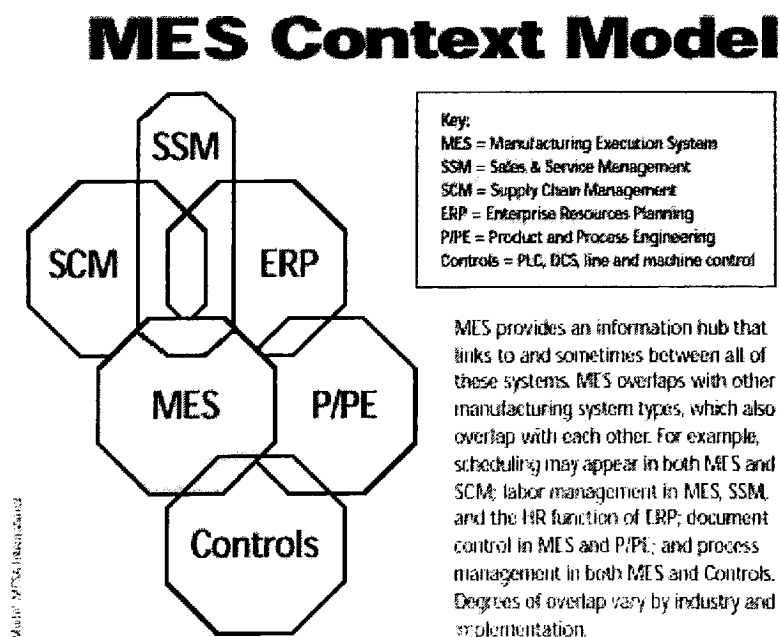 MES Context Model
SSM
SCM
ERP
MES
P/PE
Controls
Key:
MES = Manufacturing Execution System
SSM = Sales & Service Management
SCM = Supply Chain Management
ERP = Enterprise Resources Planning
P/PE = Product and Process Engineering
Controls = PLC, DCS, line and machine control
MES provides an information hub that
links to and sometimes between all of
these systems. MES overlaps with other
manufacturing system types, which also
overlap with each other. For example,
scheduling may appear in both MES and
SCM; labor management in MES, SSM,
and the HR function of ERP; document
control in MES and P/PE; and process
management in both MES and Controls.
Degrees of overlap vary by industry and
implementation.
Model: MESA International